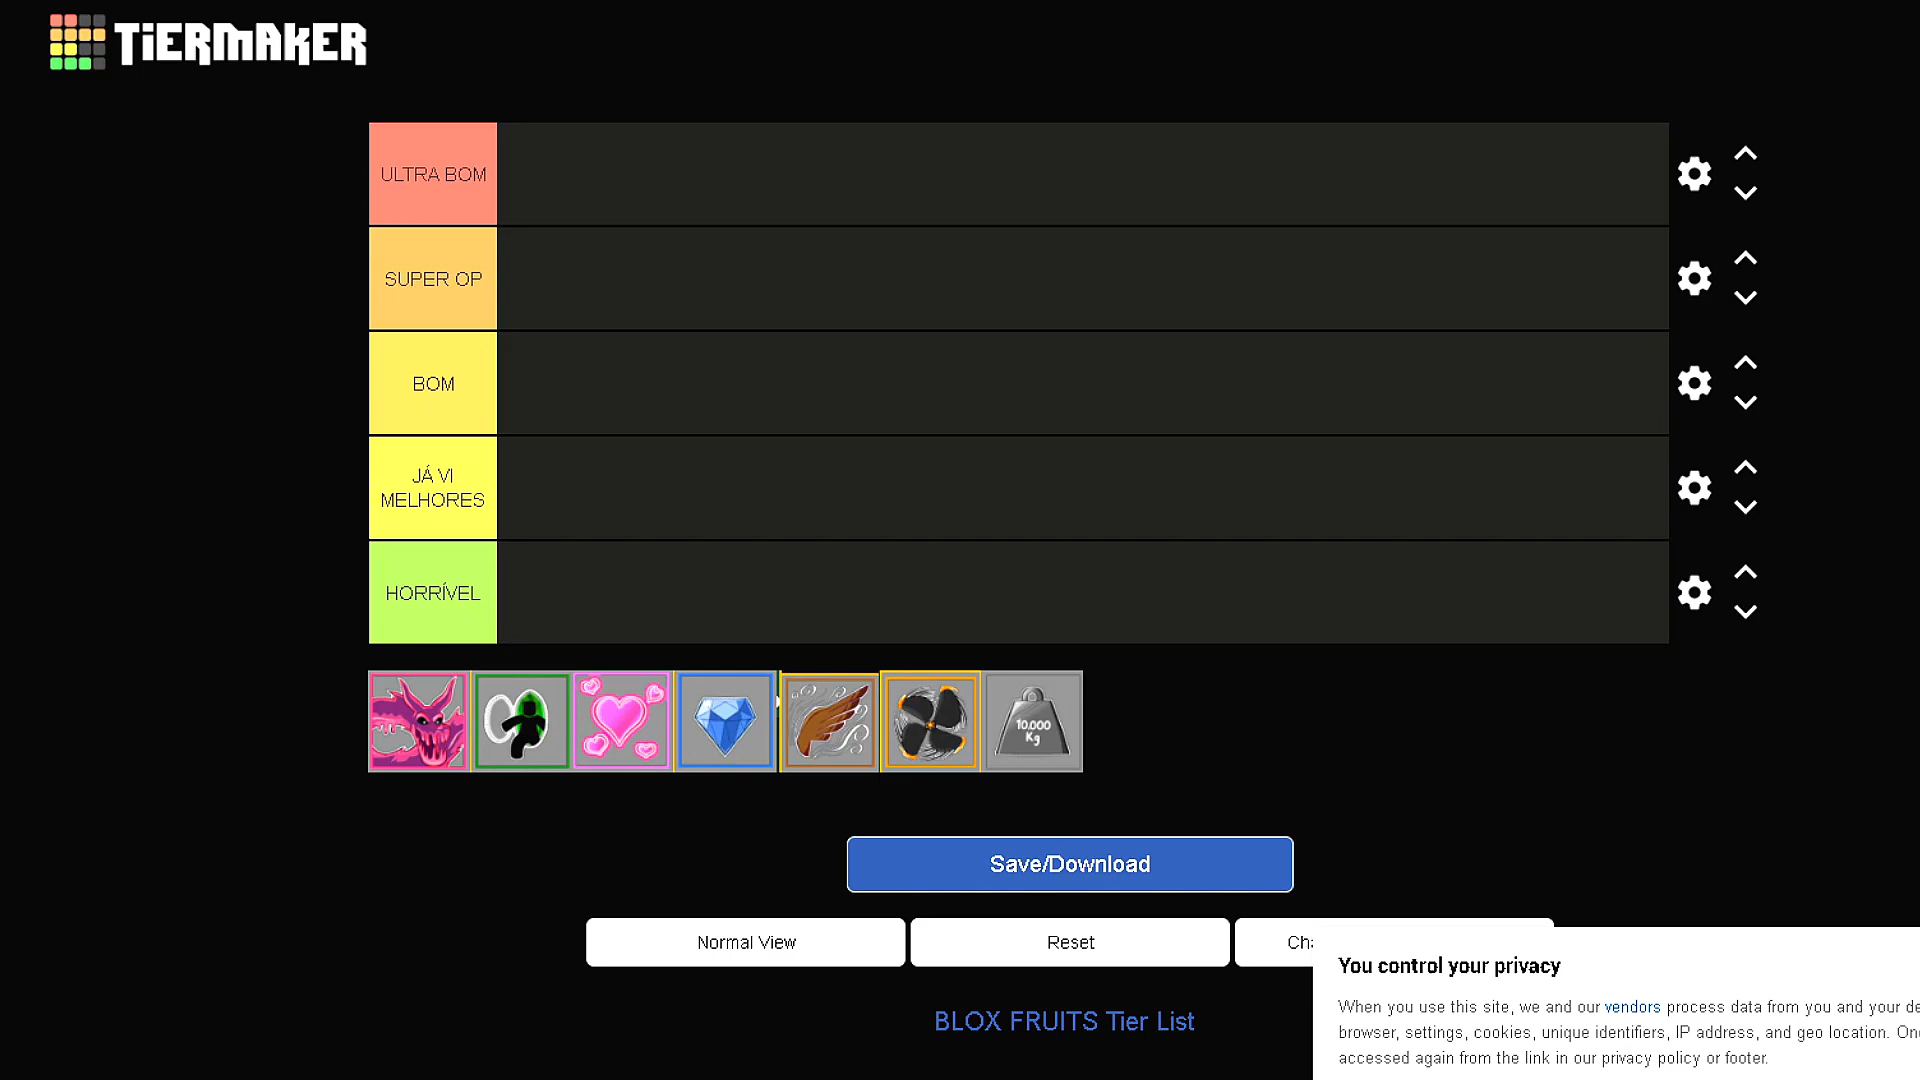 TiERMAKER
ULTRA BOM
SUPER OP
BOM
JÁ VI
MELHORES
HORRÍVEL
10.000
Kg
Save/Download
Normal View
Reset
BLOX FRUITS Tier List
You control your privacy
When you use this site, we and our vendors process data from you and your
browser, settings, cookies, unique identifiers, IP address, and geo location.
accessed again from the link in our privacy policy or footer.